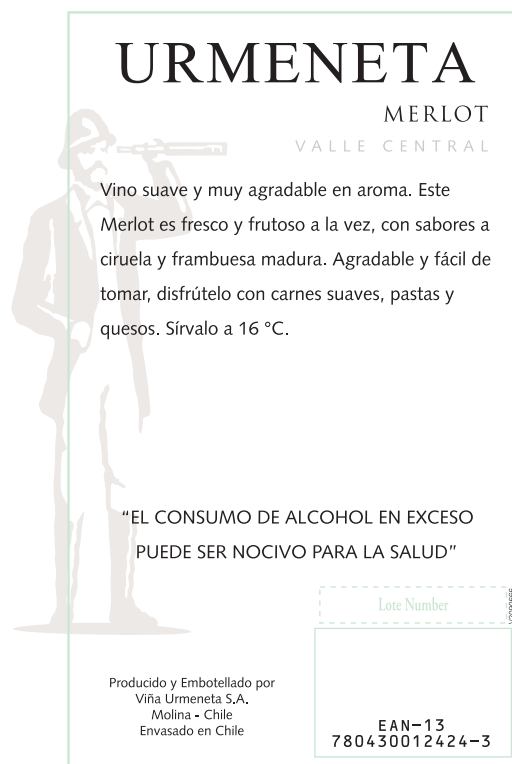 URMENETA
MERLOT
VALLE CENTRAL
Vino suave y muy agradable en aroma. Este
Merlot es fresco y frutoso a la vez, con sabores a
ciruela y frambuesa madura. Agradable y fácil de
tomar, disfrútelo con carnes suaves, pastas y
quesos. Sírvalo a 16 °C.
“EL CONSUMO DE ALCOHOL EN EXCESO
PUEDE SER NOCIVO PARA LA SALUD”
Lote Number
Producido y Embotellado por
Viña Urmeneta S.A.
Molina - Chile
Envasado en Chile
EAN-13
780430012424-3